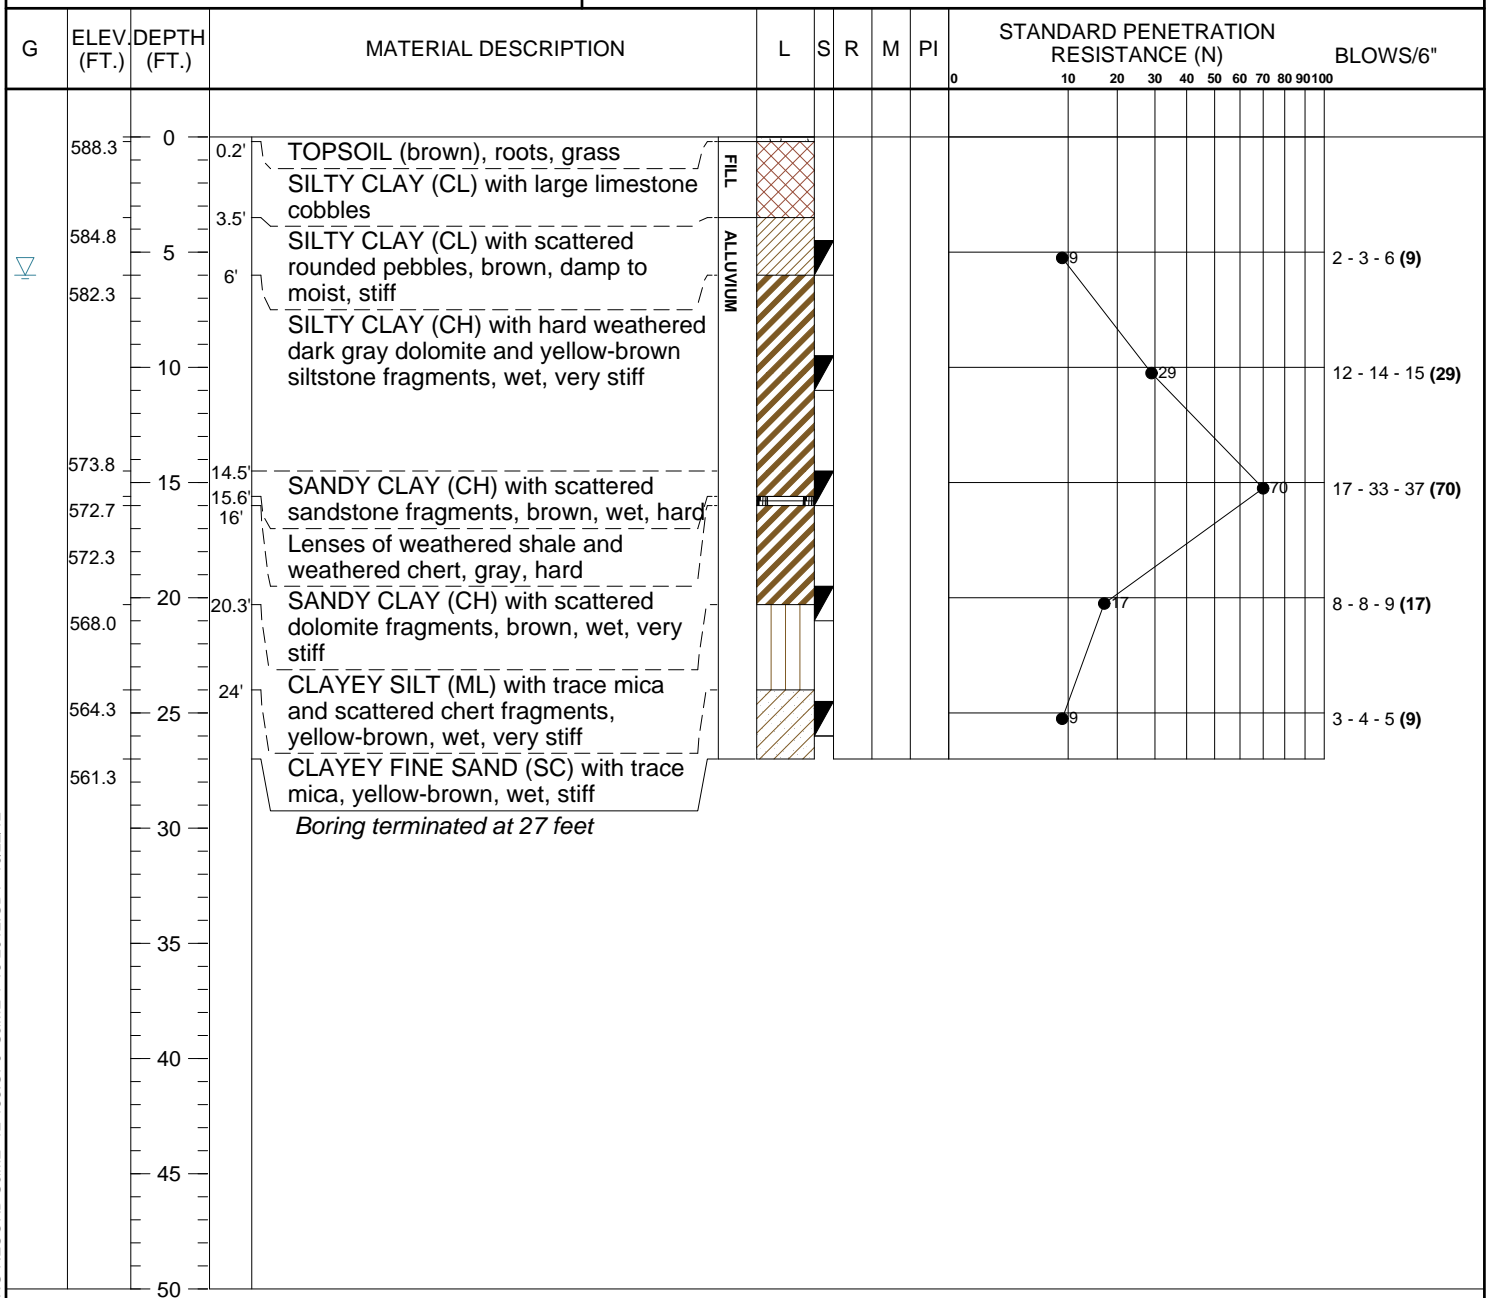 G
ELEV. (FT.)
DEPTH (FT.)
MATERIAL DESCRIPTION
L
S
R
M
PI
STANDARD PENETRATION
RESISTANCE (N)
BLOWS/6"
0 10 20 30 40 50 60 70 80 90 100
0
588.3
0.2'
TOPSOIL (brown), roots, grass
FILL
SILTY CLAY (CL) with large limestone
cobbles
3.5'
584.8
ALLUVIUM
SILTY CLAY (CL) with scattered
rounded pebbles, brown, damp to
moist, stiff
5
9
2 - 3 - 6 (9)
6'
582.3
SILTY CLAY (CH) with hard weathered
dark gray dolomite and yellow-brown
siltstone fragments, wet, very stiff
10
29
12 - 14 - 15 (29)
573.8
14.5'
15
SANDY CLAY (CH) with scattered
sandstone fragments, brown, wet, hard
70
17 - 33 - 37 (70)
15.6'
572.7
16'
Lenses of weathered shale and
weathered chert, gray, hard
572.3
20
20.3'
SANDY CLAY (CH) with scattered
dolomite fragments, brown, wet, very
stiff
17
8 - 8 - 9 (17)
568.0
24'
CLAYEY SILT (ML) with trace mica
and scattered chert fragments,
yellow-brown, wet, very stiff
564.3
25
9
3 - 4 - 5 (9)
561.3
CLAYEY FINE SAND (SC) with trace
mica, yellow-brown, wet, stiff
Boring terminated at 27 feet
30
35
40
45
50